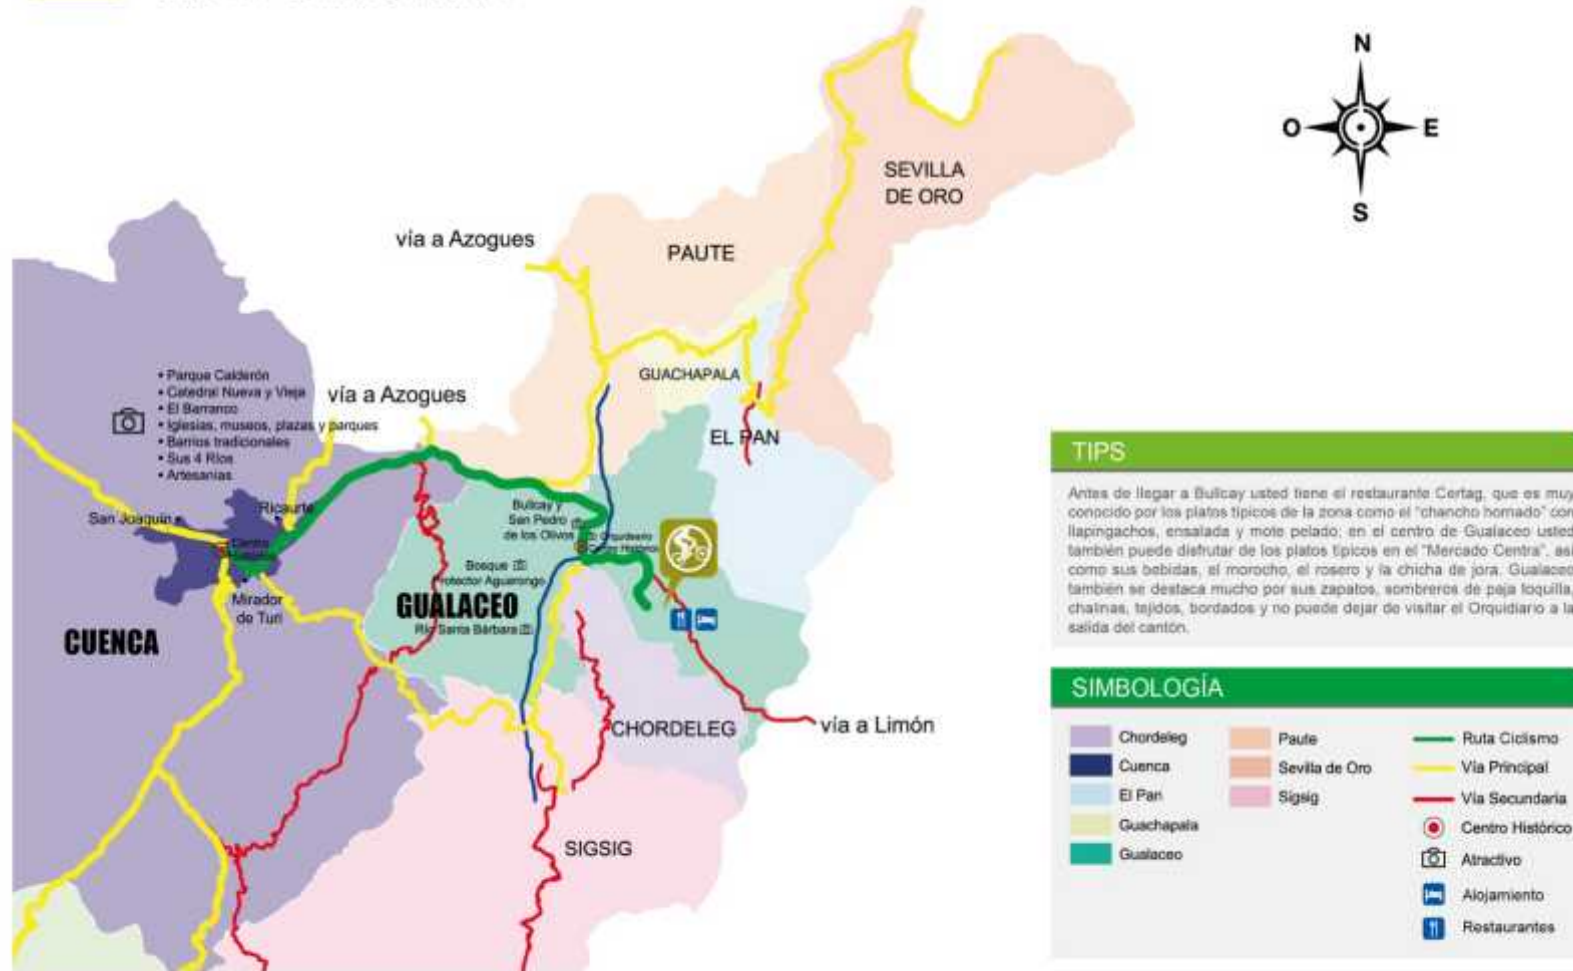 N
O
E
S
SEVILLA
DE ORO
vía a Azogues
PAUTE
GUACHAPALA
EL PAN
• Parque Calderón
• Catedral Nueva y Vieja
• El Barranco
• Iglesias, museos, plazas y parques
• Barrios tradicionales
• Sus 4 Ríos
• Artesanias
vía a Azogues
San Joaquín
Ricaurte
Centro
Mirador
de Turi
CUENCA
Bullcay y
San Pedro
de los Olivos
Orquideario
Centro Histórico
Bosque
Protector Aguarongo
GUALACEO
Río Santa Bárbara
CHORDELEG
vía a Limón
SIGSIG
TIPS
Antes de llegar a Bullcay usted tiene el restaurante Certag, que es muy
conocido por los platos típicos de la zona como el "chancho hornado" con
llapingachos, ensalada y mote pelado; en el centro de Gualaceo usted
también puede disfrutar de los platos típicos en el "Mercado Centra", así
como sus bebidas, el morocho, el rosero y la chicha de jora. Gualaceo
también se destaca mucho por sus zapatos, sombreros de paja toquilla,
chalinas, tejidos, bordados y no puede dejar de visitar el Orquidiario a la
salida del cantón.
SIMBOLOGÍA
Chordeleg
Cuenca
El Pan
Guachapala
Gualaceo
Paute
Sevilla de Oro
Sigsig
Ruta Ciclismo
Vía Principal
Vía Secundaria
Centro Histórico
Atractivo
Alojamiento
Restaurantes